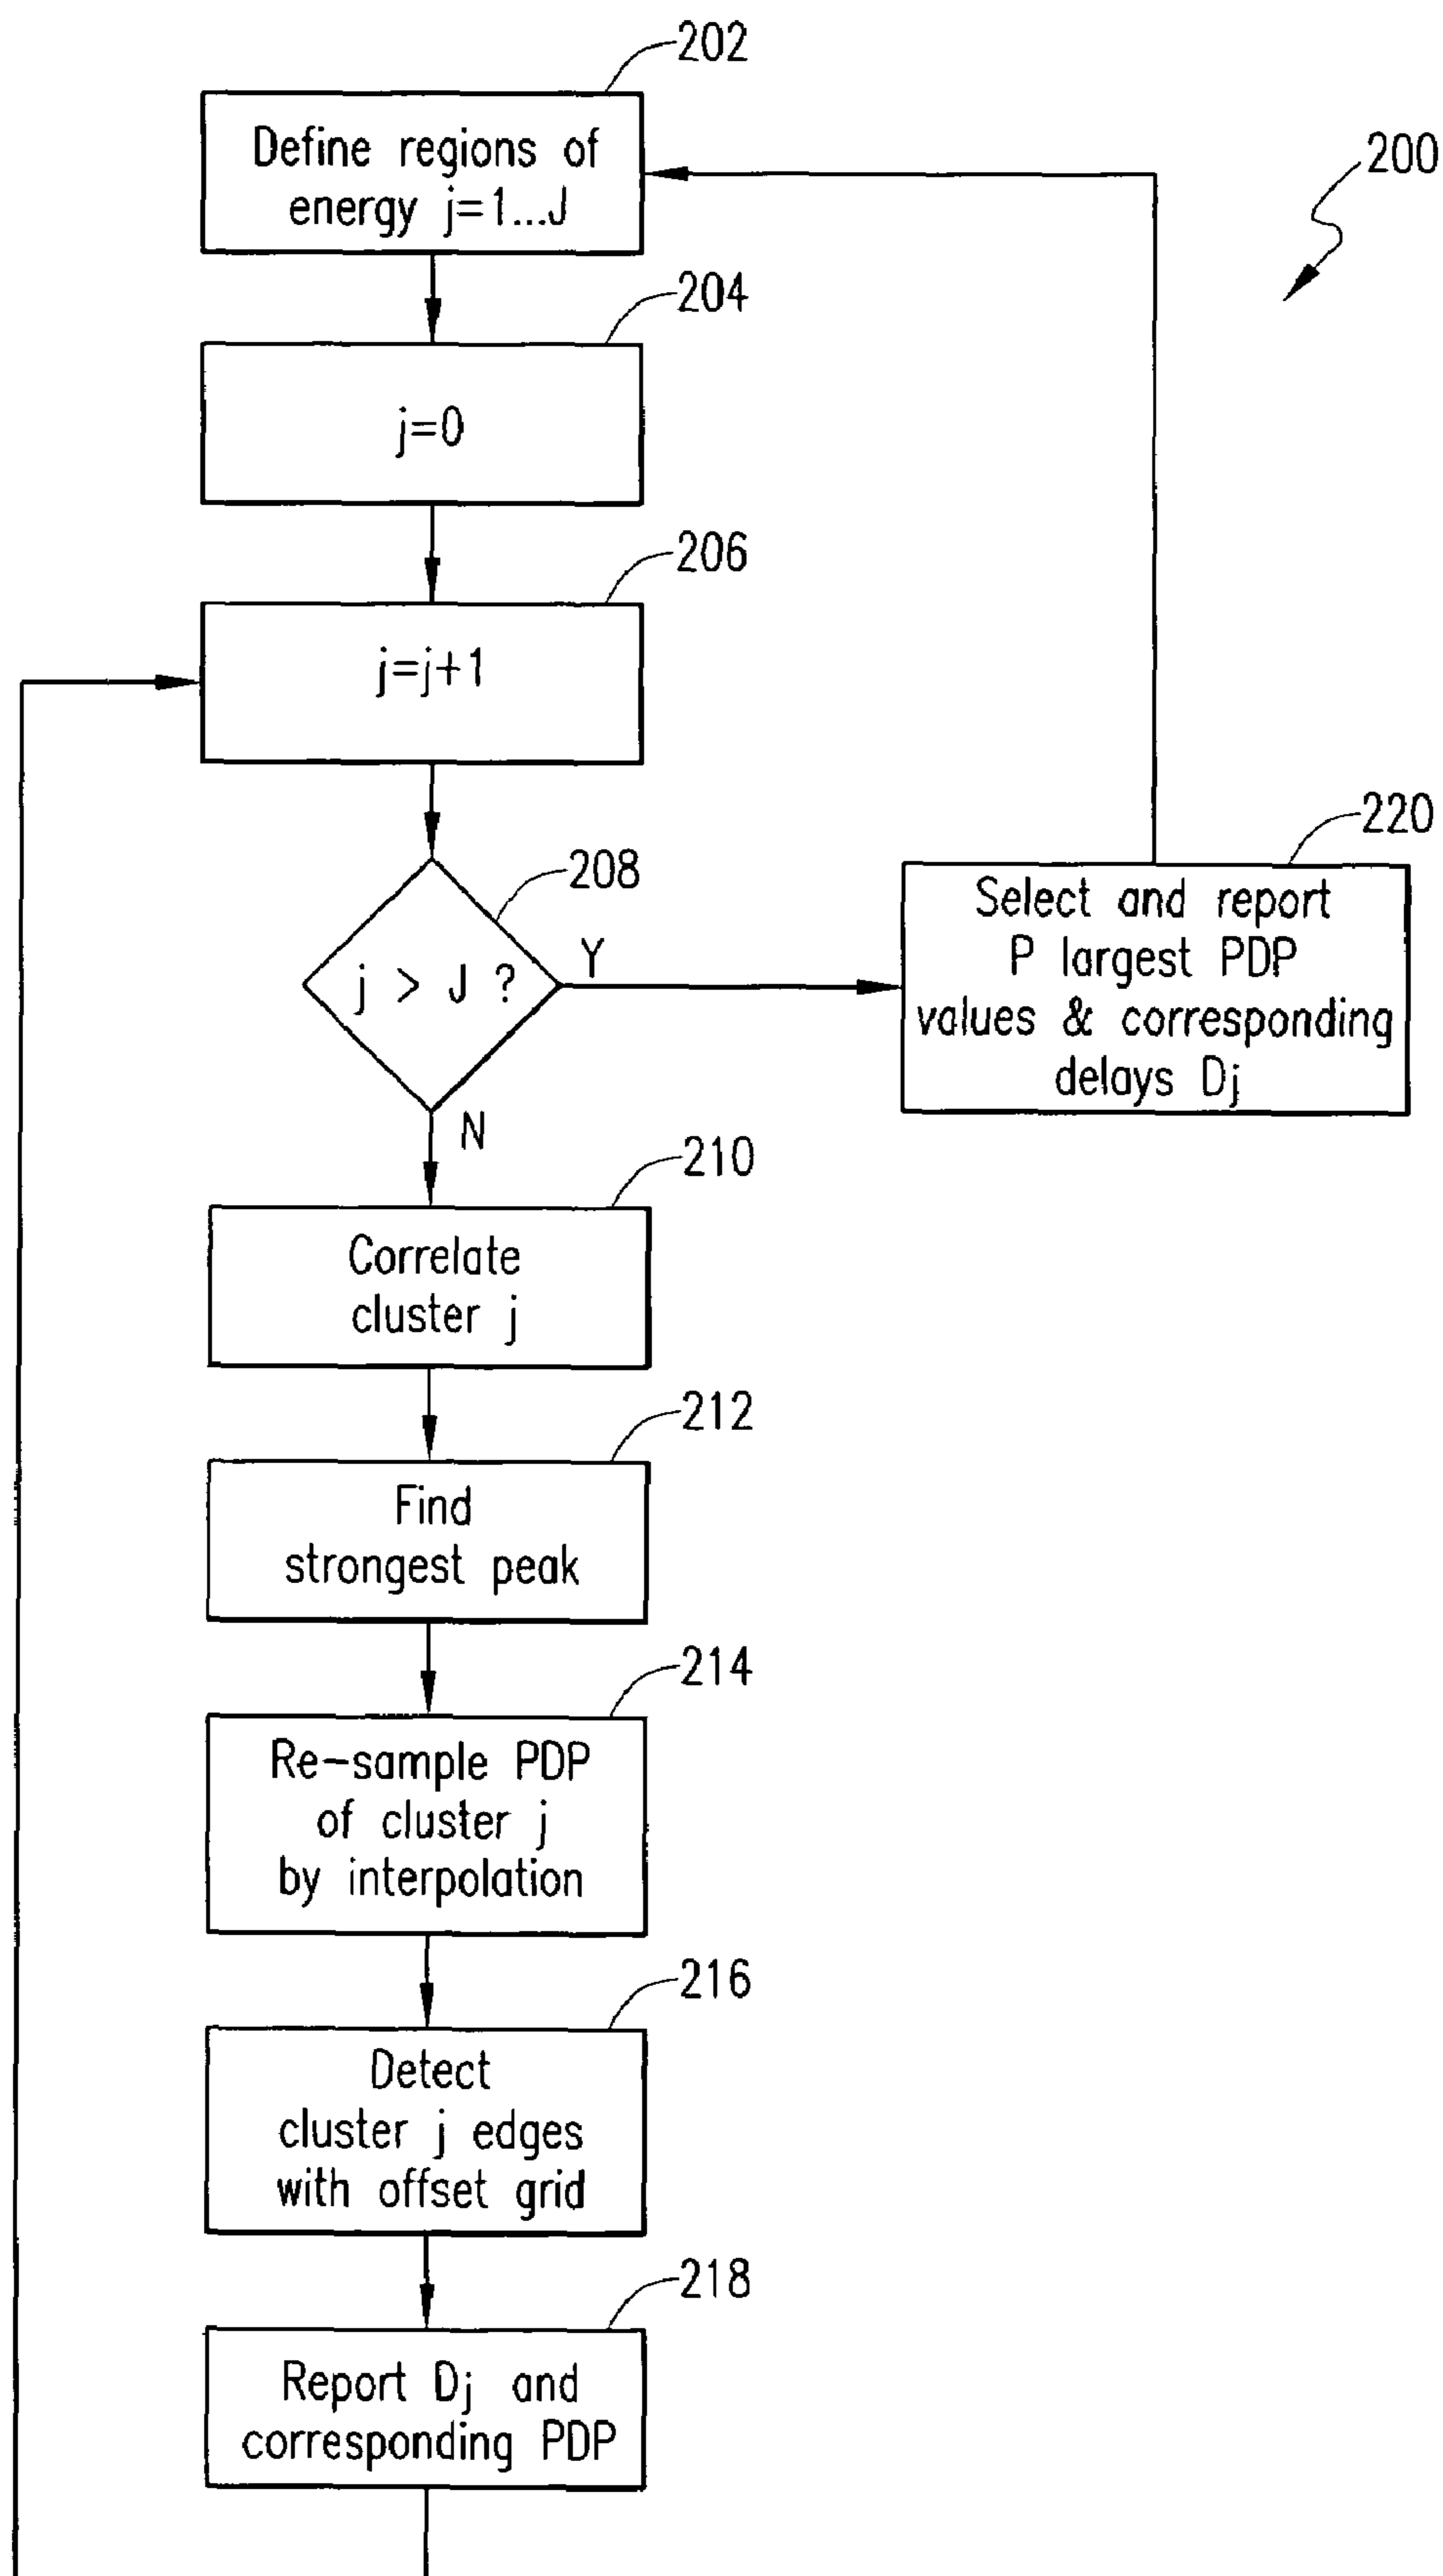 202
Define regions of
energy j=1...J
200
204
j=0
206
j=j+1
208
j > J ?
Y
N
220
Select and report
P largest PDP
values & corresponding
delays Dj
210
Correlate
cluster j
212
Find
strongest peak
214
Re-sample PDP
of cluster j
by interpolation
216
Detect
cluster j edges
with offset grid
218
Report Dj and
corresponding PDP